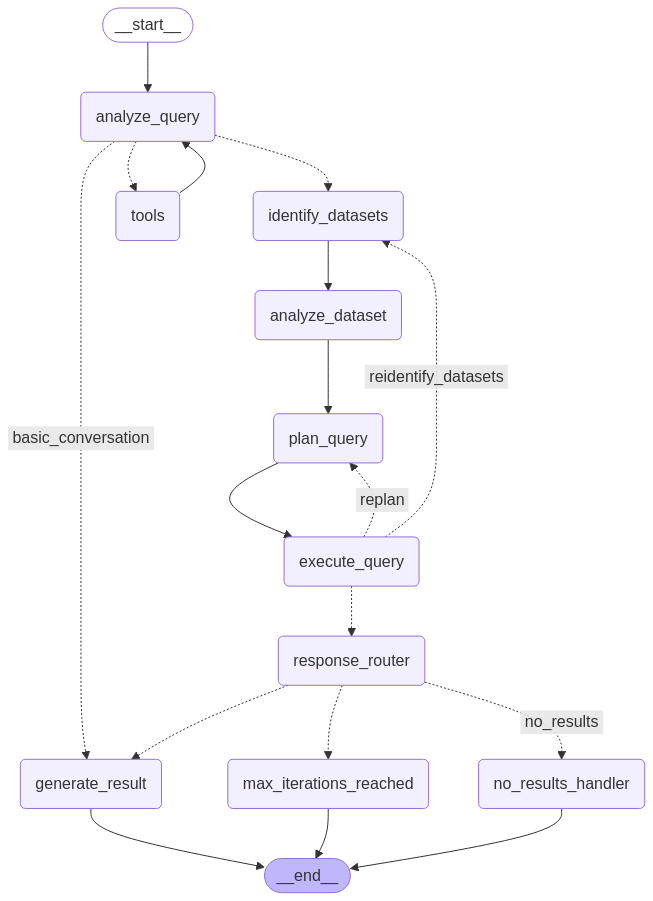 __start__
analyze_query
tools
identify_datasets
analyze_dataset
reidentify_datasets
basic_conversation
plan_query
replan
execute_query
response_router
no_results
generate_result
max_iterations_reached
no_results_handler
__end__